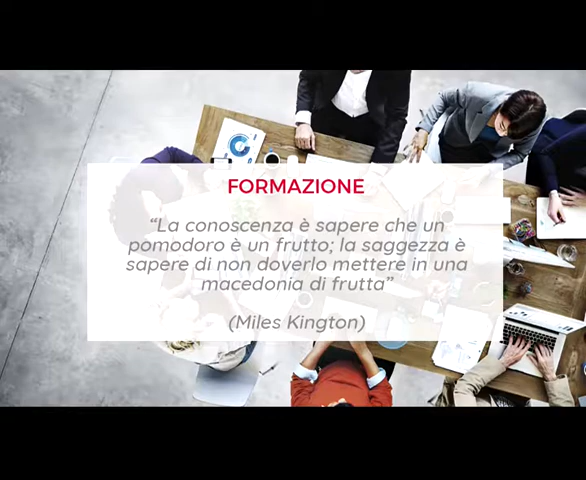 FORMAZIONE
“La conoscenza è sapere che un
pomodoro è un frutto; la saggezza è
sapere di non doverlo mettere in una
macedonia di frutta”
(Miles Kington)